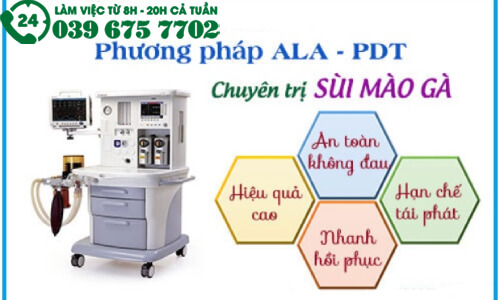 24
LÀM VIỆC TỪ 8H - 20H CẢ TUẦN
039 675 7702
Phương pháp ALA - PDT
Chuyên trị SÙI MÀO GÀ
An toàn
không đau
Hiệu quả
cao
Hạn chế
tái phát
Nhanh
hồi phục